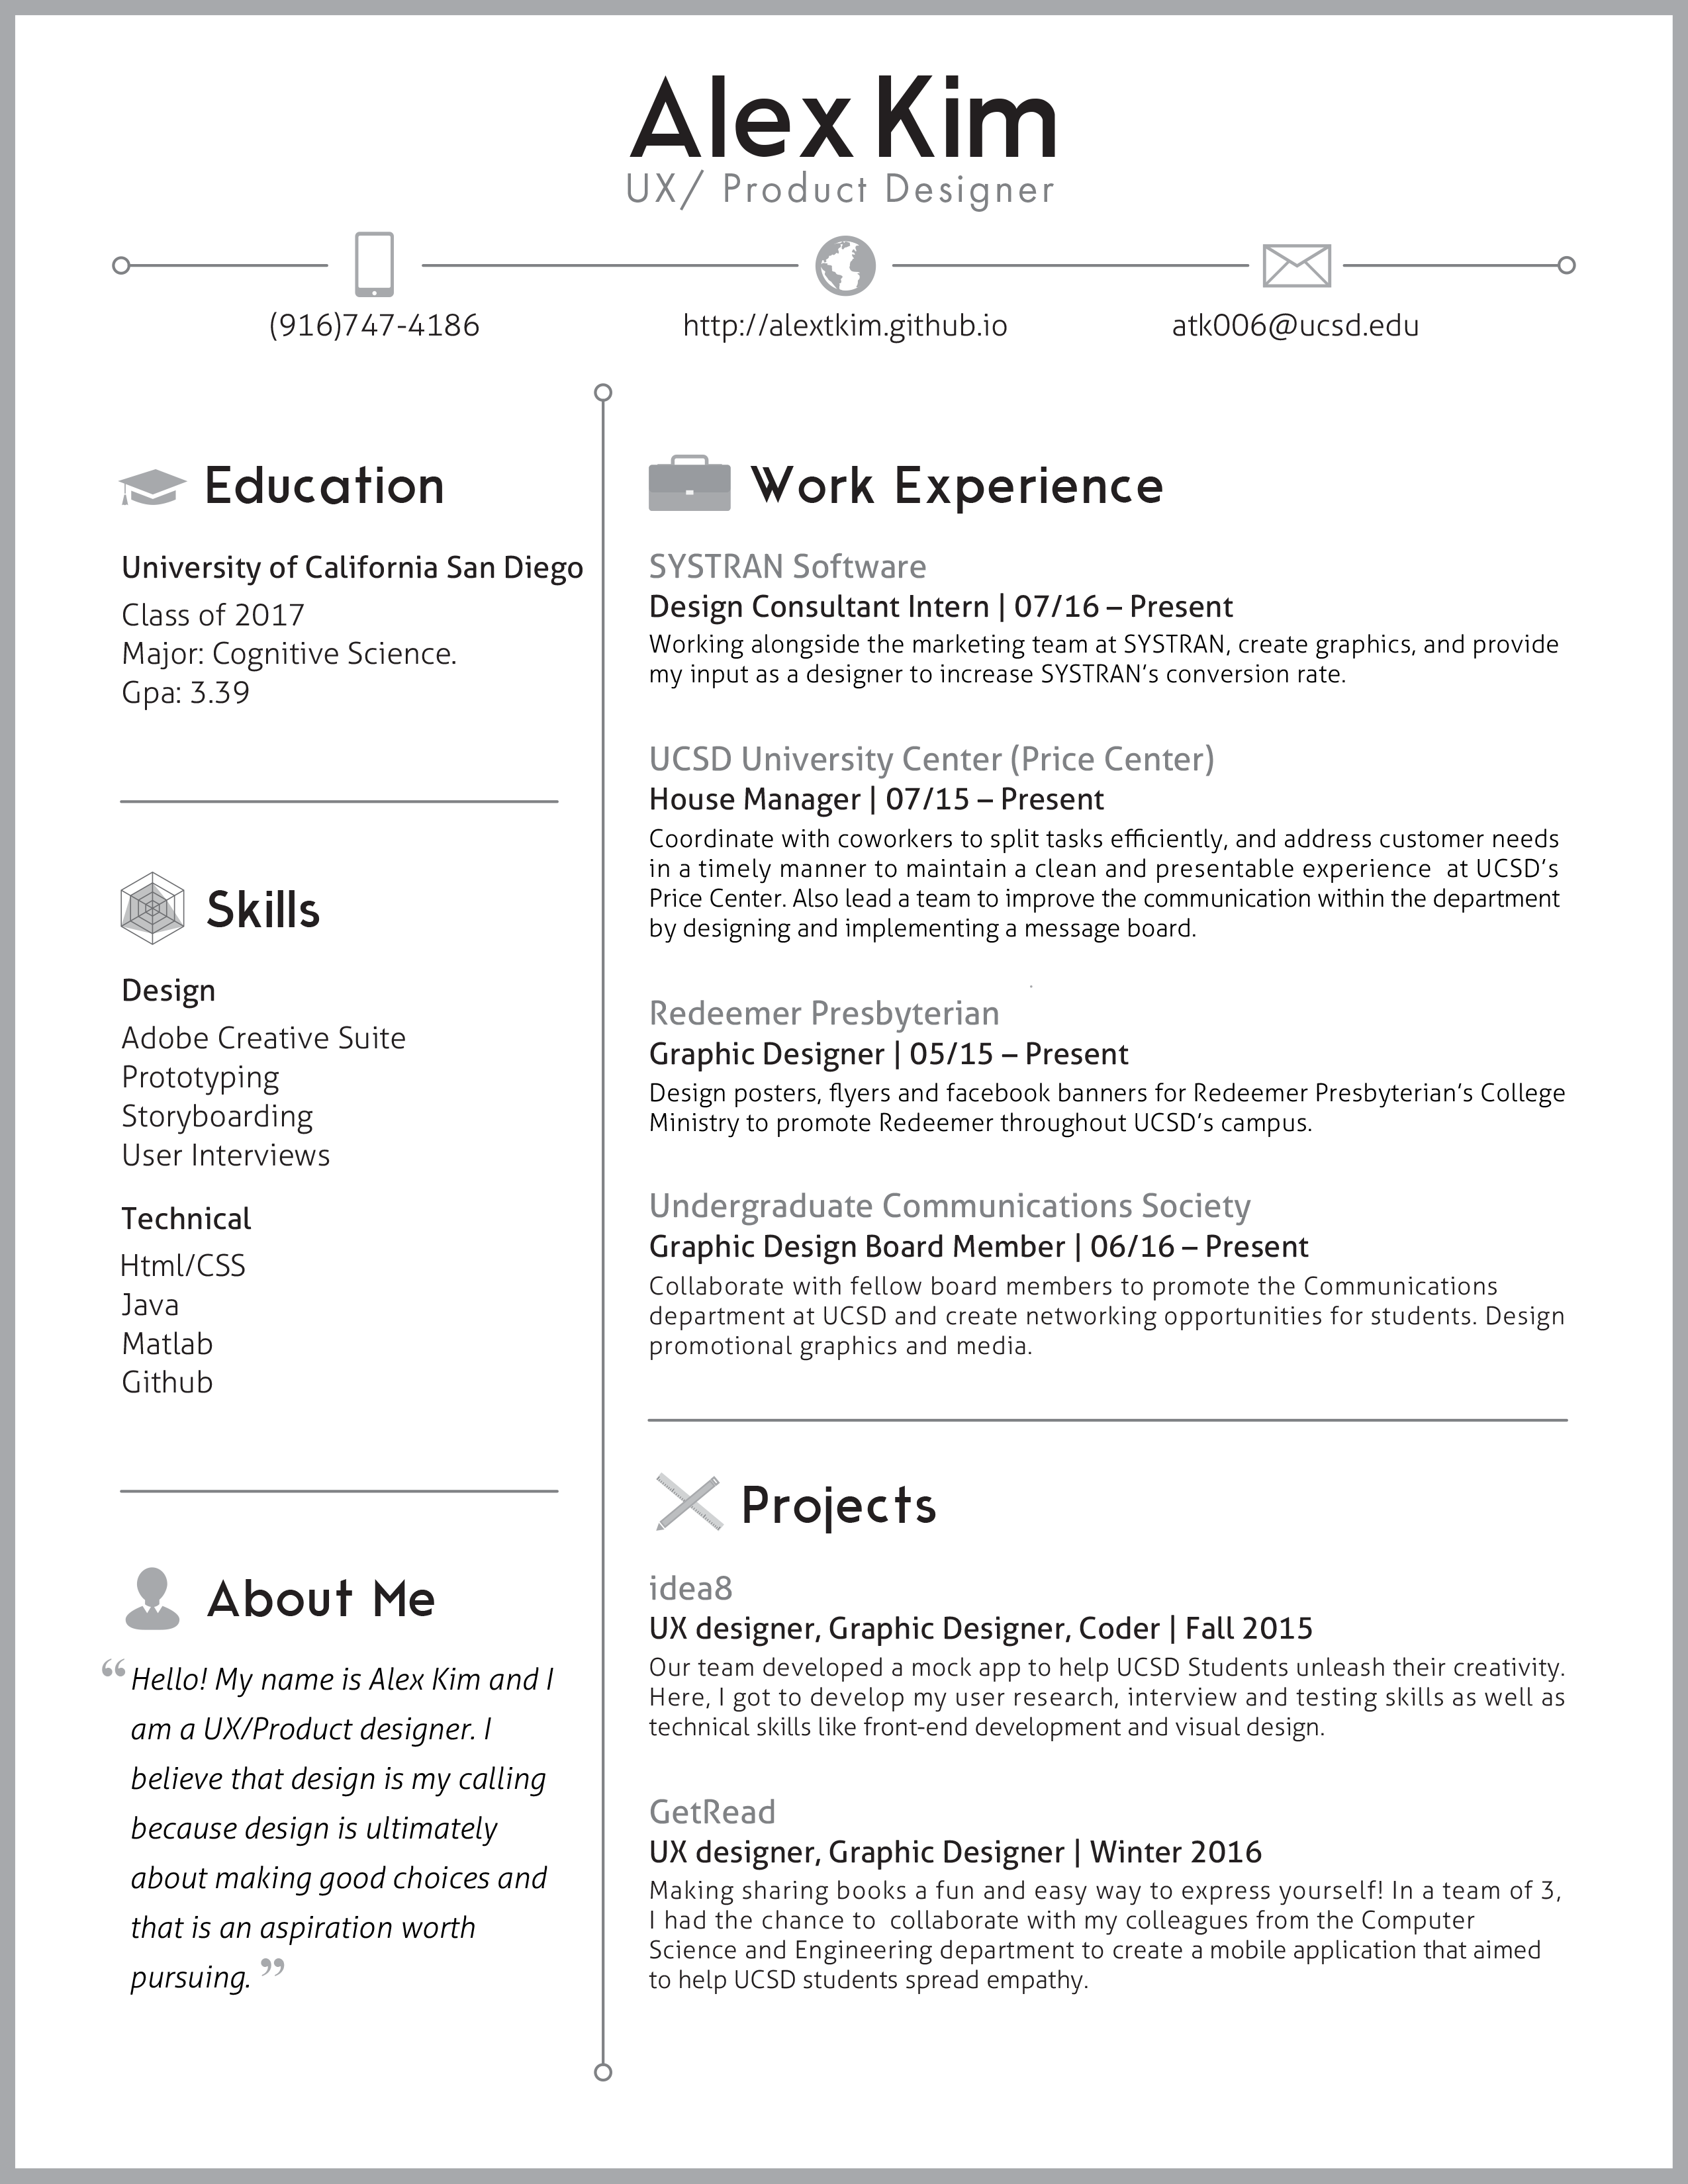 Alex Kim
UX/ Product Designer
(916)747-4186
http://alextkim.github.io
atk006@ucsd.edu
Education
University of California San Diego
Class of 2017
Major: Cognitive Science.
Gpa: 3.39
Skills
Design
Adobe Creative Suite
Prototyping
Storyboarding
User Interviews
Technical
Html/CSS
Java
Matlab
Github
About Me
“ Hello! My name is Alex Kim and I
am a UX/Product designer. I
believe that design is my calling
because design is ultimately
about making good choices and
that is an aspiration worth
pursuing. ”
Work Experience
SYSTRAN Software
Design Consultant Intern | 07/16 – Present
Working alongside the marketing team at SYSTRAN, create graphics, and provide
my input as a designer to increase SYSTRAN’s conversion rate.
UCSD University Center (Price Center)
House Manager | 07/15 – Present
Coordinate with coworkers to split tasks efficiently, and address customer needs
in a timely manner to maintain a clean and presentable experience at UCSD’s
Price Center. Also lead a team to improve the communication within the department
by designing and implementing a message board.
Redeemer Presbyterian
Graphic Designer | 05/15 – Present
Design posters, flyers and facebook banners for Redeemer Presbyterian’s College
Ministry to promote Redeemer throughout UCSD’s campus.
Undergraduate Communications Society
Graphic Design Board Member | 06/16 – Present
Collaborate with fellow board members to promote the Communications
department at UCSD and create networking opportunities for students. Design
promotional graphics and media.
Projects
idea8
UX designer, Graphic Designer, Coder | Fall 2015
Our team developed a mock app to help UCSD Students unleash their creativity.
Here, I got to develop my user research, interview and testing skills as well as
technical skills like front-end development and visual design.
GetRead
UX designer, Graphic Designer | Winter 2016
Making sharing books a fun and easy way to express yourself! In a team of 3,
I had the chance to collaborate with my colleagues from the Computer
Science and Engineering department to create a mobile application that aimed
to help UCSD students spread empathy.